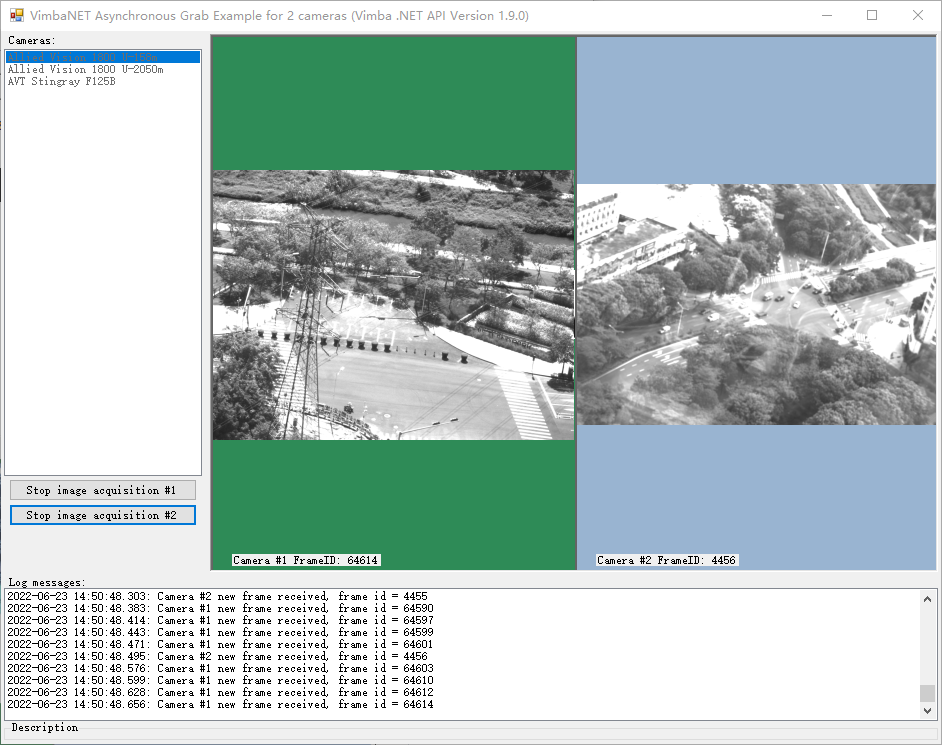 VimbaNET Asynchronous Grab Example for 2 cameras (Vimba .NET API Version 1.9.0)
Cameras:
Allied Vision 1800 U-2050m
AVT Stingray F125B
Stop image acquisition #1
Stop image acquisition #2
Camera #1 FrameID: 64614
Camera #2 FrameID: 4456
Log messages:
2022-06-23 14:50:48.303: Camera #2 new frame received, frame id = 4455
2022-06-23 14:50:48.383: Camera #1 new frame received, frame id = 64590
2022-06-23 14:50:48.414: Camera #1 new frame received, frame id = 64597
2022-06-23 14:50:48.443: Camera #1 new frame received, frame id = 64599
2022-06-23 14:50:48.471: Camera #1 new frame received, frame id = 64601
2022-06-23 14:50:48.495: Camera #2 new frame received, frame id = 4456
2022-06-23 14:50:48.576: Camera #1 new frame received, frame id = 64603
2022-06-23 14:50:48.599: Camera #1 new frame received, frame id = 64610
2022-06-23 14:50:48.628: Camera #1 new frame received, frame id = 64612
2022-06-23 14:50:48.656: Camera #1 new frame received, frame id = 64614
Description